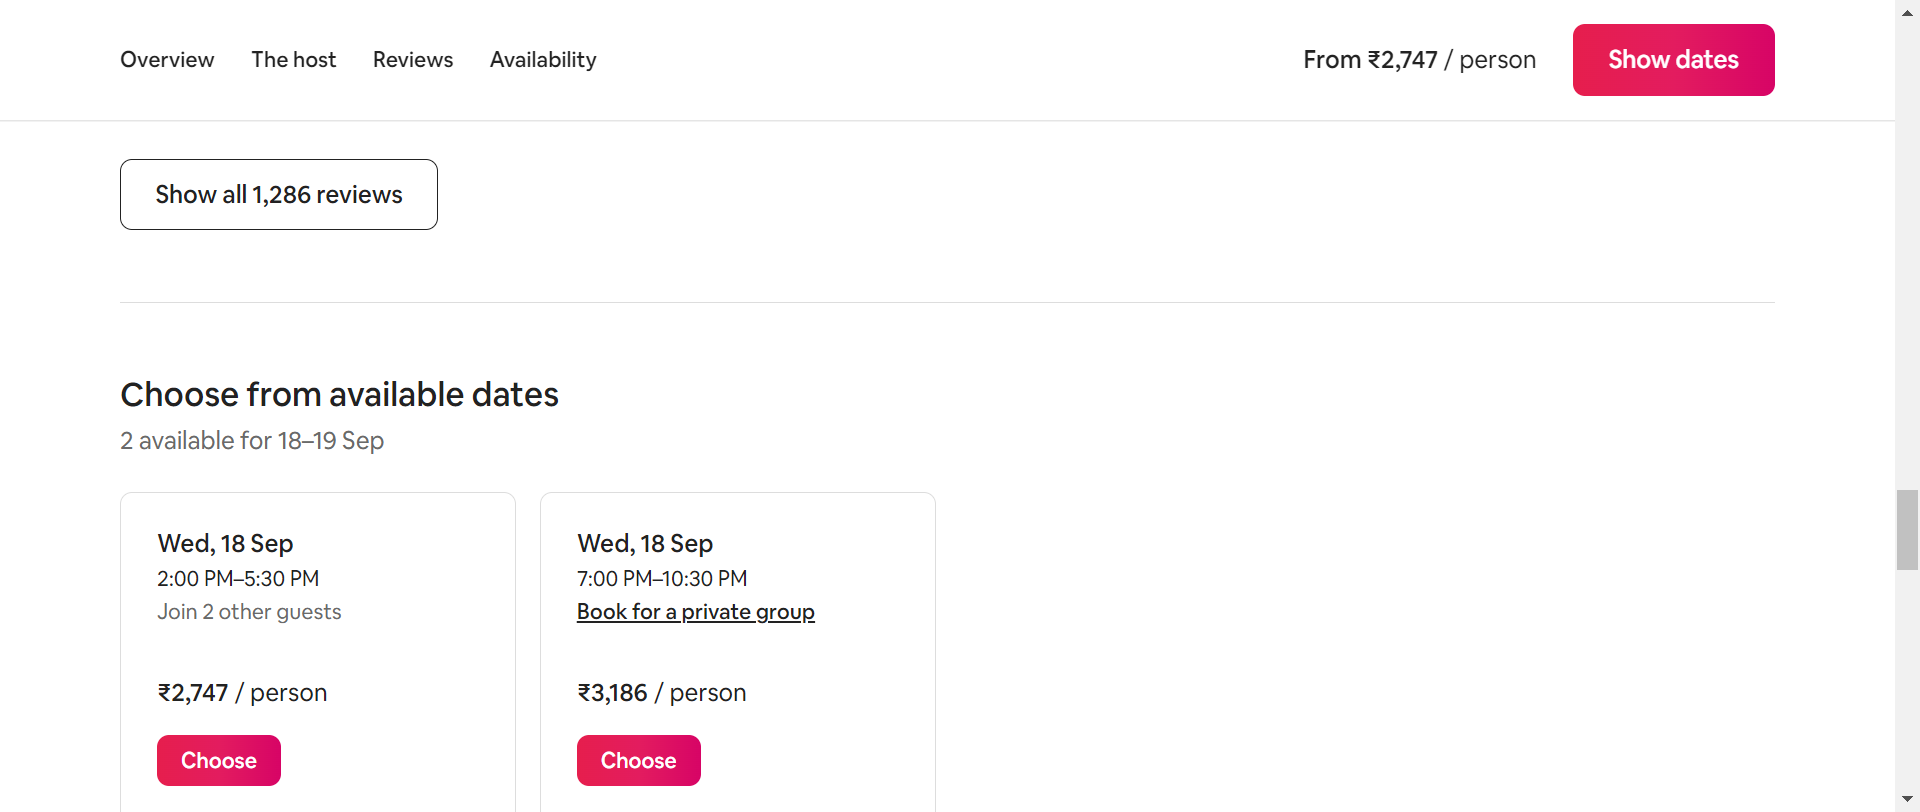 Overview The host Reviews Availability From ₹2,747 / person Show dates
Show all 1,286 reviews
Choose from available dates
2 available for 18–19 Sep
Wed, 18 Sep
2:00 PM–5:30 PM
Join 2 other guests
₹2,747 / person
Choose
Wed, 18 Sep
7:00 PM–10:30 PM
Book for a private group
₹3,186 / person
Choose